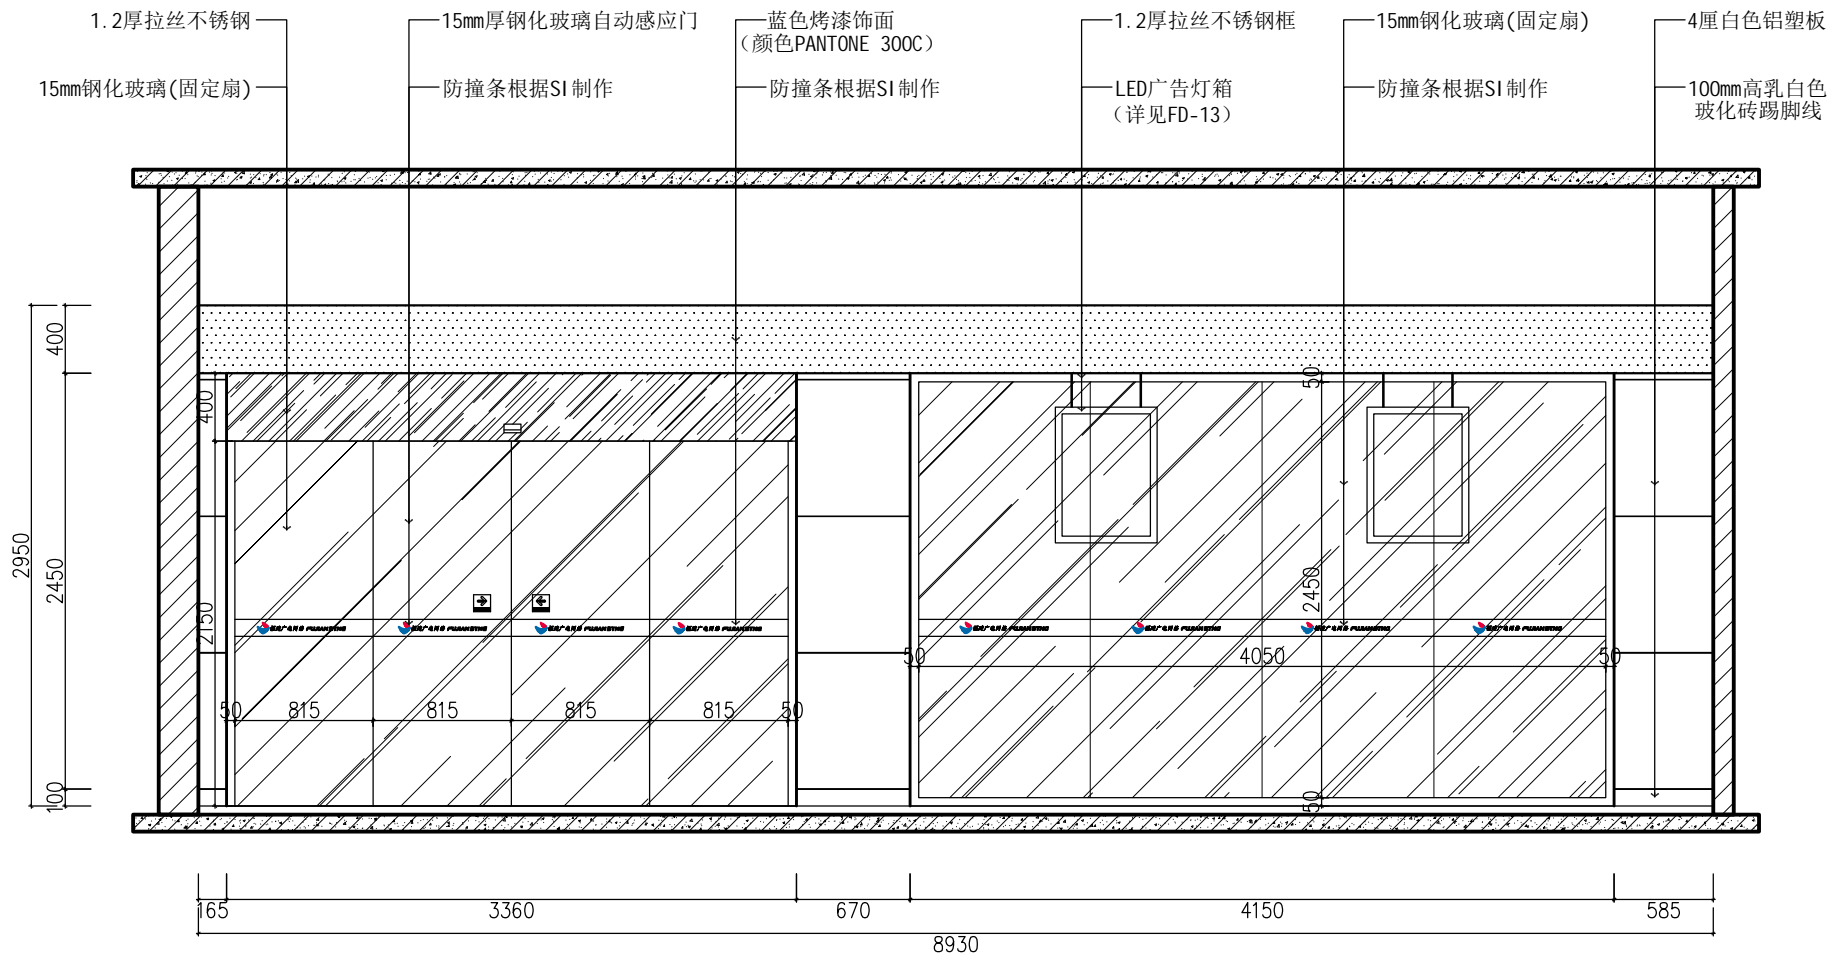 1.2厚拉丝不锈钢
15mm厚钢化玻璃自动感应门
蓝色烤漆饰面
（颜色PANTONE 300C）
1.2厚拉丝不锈钢框
15mm钢化玻璃(固定扇)
4厘白色铝塑板
15mm钢化玻璃(固定扇)
防撞条根据SI制作
防撞条根据SI制作
LED广告灯箱
（详见FD-13）
防撞条根据SI制作
100mm高乳白色
玻化砖踢脚线
2950
400
2450
100
400
2150
50
815
815
815
815
50
50
2450
50
50
4050
50
165
3360
670
4150
585
8930